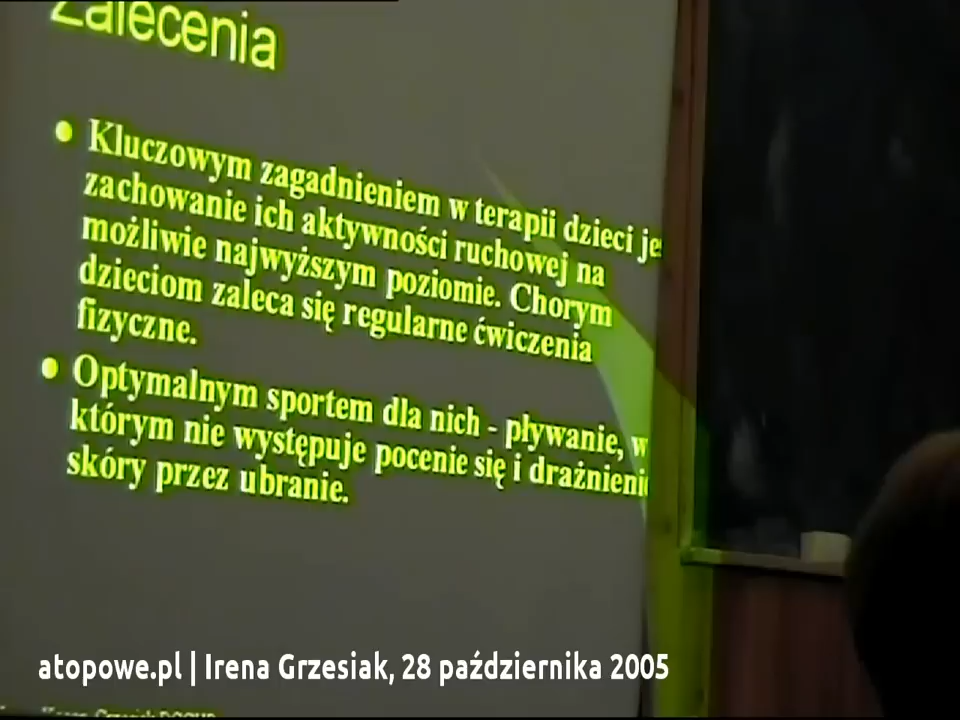 Zalecenia
• Kluczowym zagadnieniem w terapii dzieci je
zachowanie ich aktywności ruchowej na
możliwie najwyższym poziomie. Chorym
dzieciom zaleca się regularne ćwiczenia
fizyczne.
• Optymalnym sportem dla nich - pływanie, w
którym nie występuje pocenie się i drażnieni
skóry przez ubranie.
atopowe.pl | Irena Grzesiak, 28 października 2005